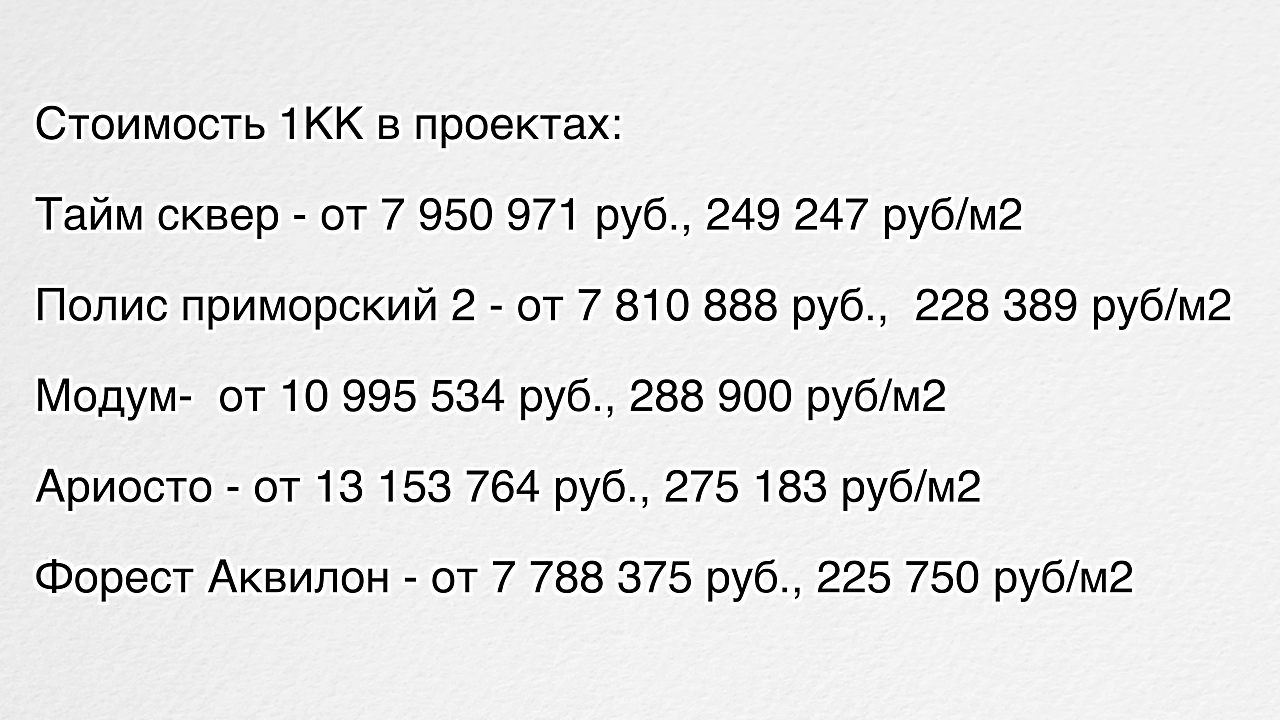 Стоимость 1КК в проектах:
Тайм сквер - от 7 950 971 руб., 249 247 руб/м2
Полис приморский 2 - от 7 810 888 руб.,  228 389 руб/м2
Модум-  от 10 995 534 руб., 288 900 руб/м2
Ариосто - от 13 153 764 руб., 275 183 руб/м2
Форест Аквилон - от 7 788 375 руб., 225 750 руб/м2